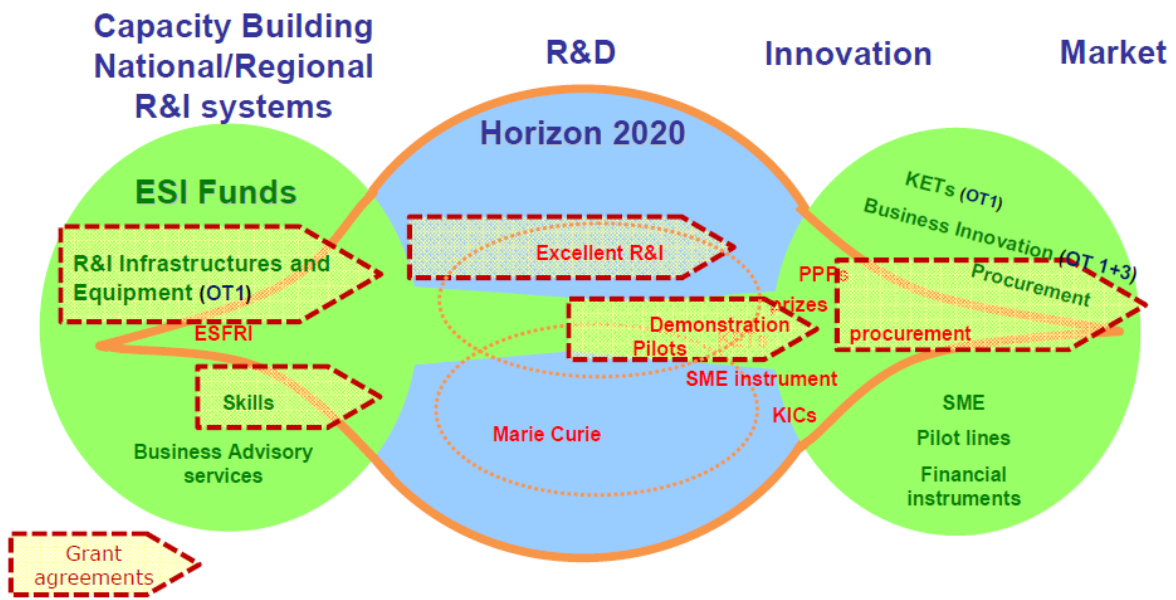 Capacity Building
National/Regional
R&I systems
R&D
Innovation
Market
Horizon 2020
ESI Funds
R&I Infrastructures and
Equipment (OT1)
ESFRI
Skills
Business Advisory
services
Excellent R&I
Demonstration
Pilots
Marie Curie
PPPs
prizes
SME instrument
KICs
KETs (OT1)
Business Innovation (OT 1+3)
Procurement
procurement
SME
Pilot lines
Financial
instruments
Grant
agreements